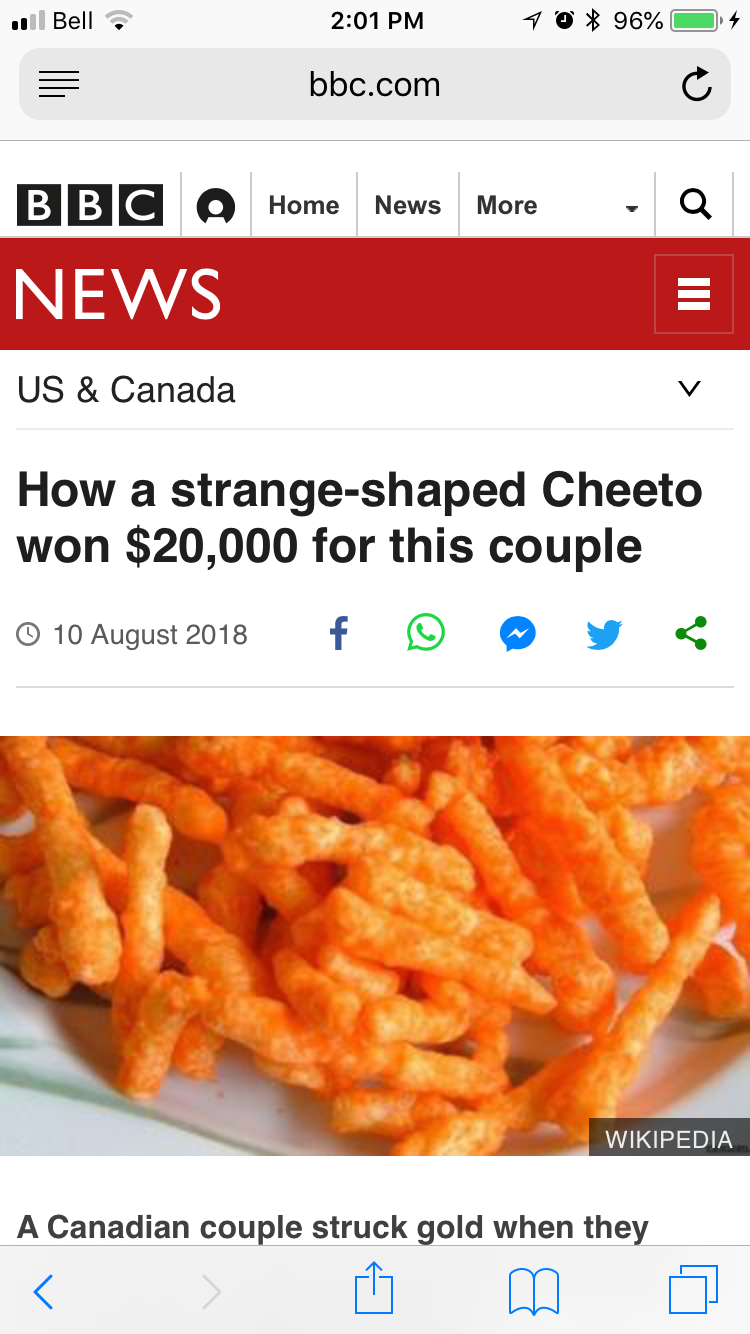 Bell 2:01 PM 96%
bbc.com
BBC Home News More
NEWS
US & Canada
How a strange-shaped Cheeto
won $20,000 for this couple
10 August 2018
WIKIPEDIA
A Canadian couple struck gold when they